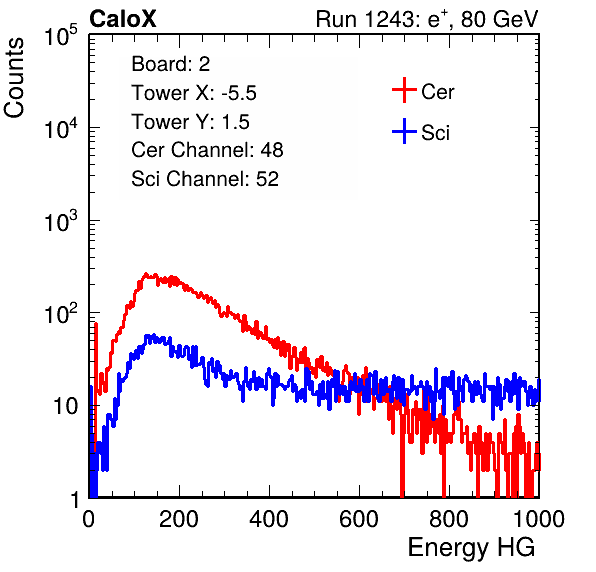 CaloX Run 1243: e⁺, 80 GeV
Counts
Board: 2
Tower X: -5.5
Tower Y: 1.5
Cer Channel: 48
Sci Channel: 52
Cer
Sci
10⁵
10⁴
10³
10²
10
1
0 200 400 600 800 1000
Energy HG